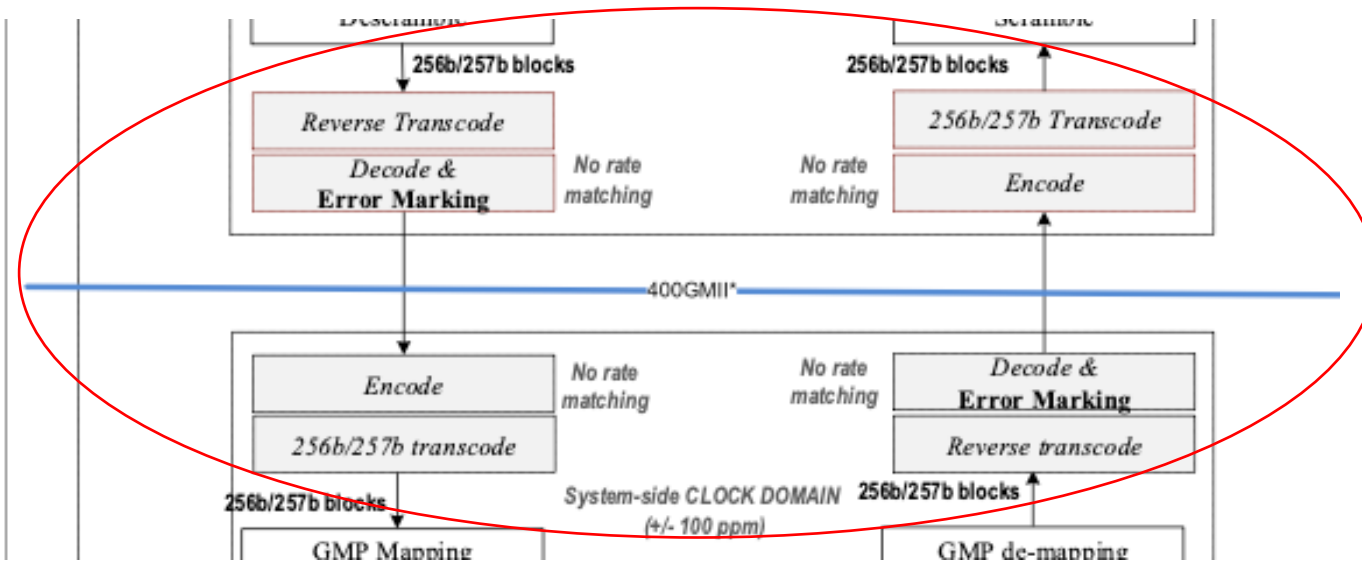 Descramble
Scramble
256b/257b blocks
256b/257b blocks
Reverse Transcode
256b/257b Transcode
Decode &
Error Marking
No rate
matching
No rate
matching
Encode
400GMII*
Encode
No rate
matching
No rate
matching
Decode &
Error Marking
256b/257b transcode
Reverse transcode
256b/257b blocks
System-side CLOCK DOMAIN
(+/- 100 ppm)
256b/257b blocks
GMP Mapping
GMP de-mapping